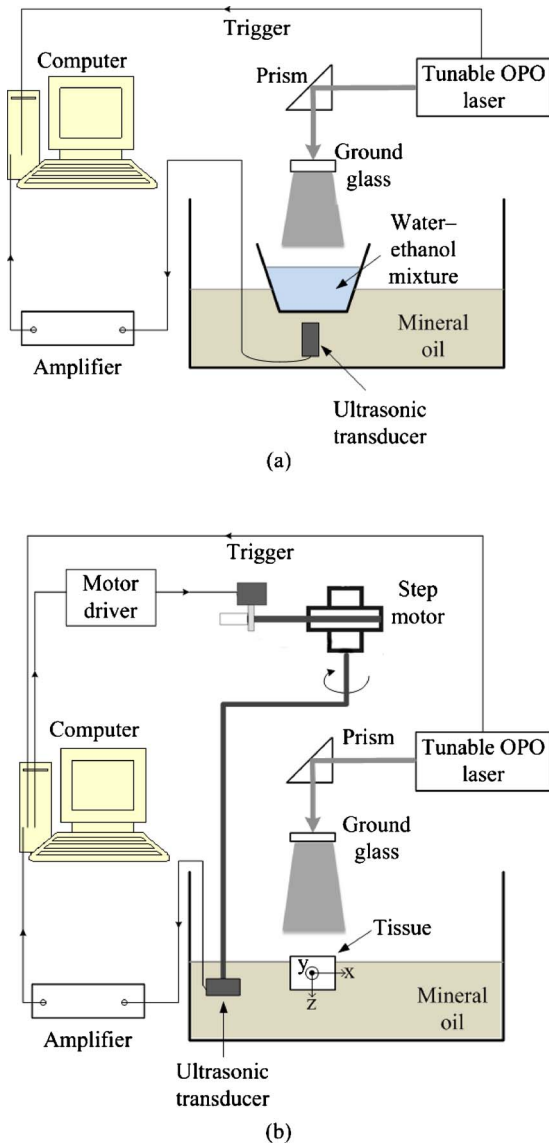 Trigger
Computer
Prism
Tunable OPO
laser
Ground
glass
Water–
ethanol
mixture
Mineral
oil
Amplifier
Ultrasonic
transducer
(a)
Trigger
Motor
driver
Step
motor
Computer
Prism
Tunable OPO
laser
Ground
glass
Tissue
y
x
z
Mineral
oil
Amplifier
Ultrasonic
transducer
(b)